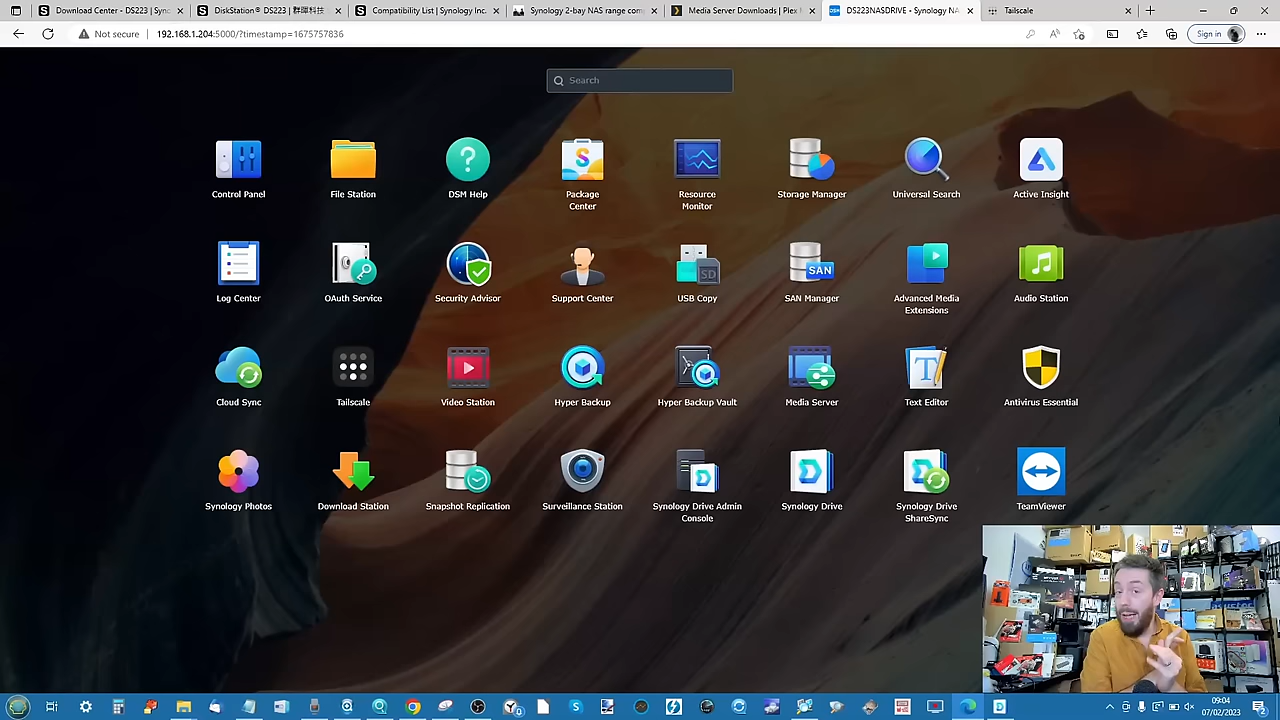 Download Center - DS223 | Sync
DiskStation® DS223 | 群暉科技
Compatibility List | Synology Inc.
Synology 2-bay NAS range com
Media Server Downloads | Plex
DSM
DS223NASDRIVE • Synology NA
Tailscale
Not secure
192.168.1.204:5000/?timestamp=1675757836
Sign in
Search
Control Panel
File Station
DSM Help
Package
Center
Resource
Monitor
Storage Manager
Universal Search
Active Insight
Log Center
OAuth Service
Security Advisor
Support Center
SD
USB Copy
SAN
SAN Manager
Advanced Media
Extensions
Audio Station
Cloud Sync
Tailscale
Video Station
Hyper Backup
Hyper Backup Vault
Media Server
Text Editor
Antivirus Essential
Synology Photos
Download Station
Snapshot Replication
Surveillance Station
Synology Drive Admin
Console
Synology Drive
Synology Drive
ShareSync
TeamViewer
09:04
07/02/2023